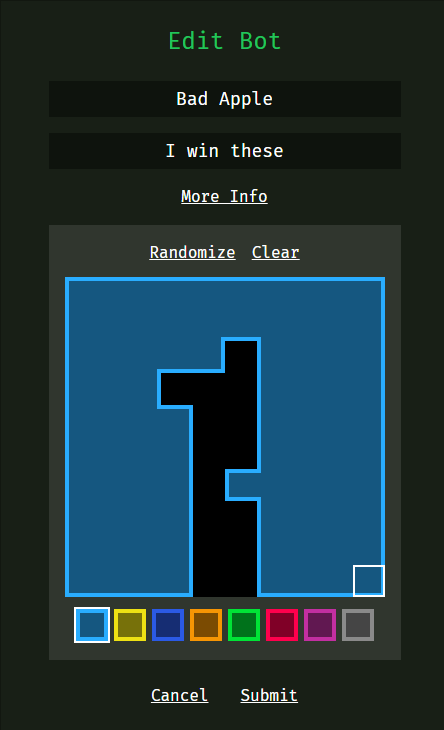 Edit Bot
Bad Apple
I win these
More Info
Randomize Clear
Cancel Submit